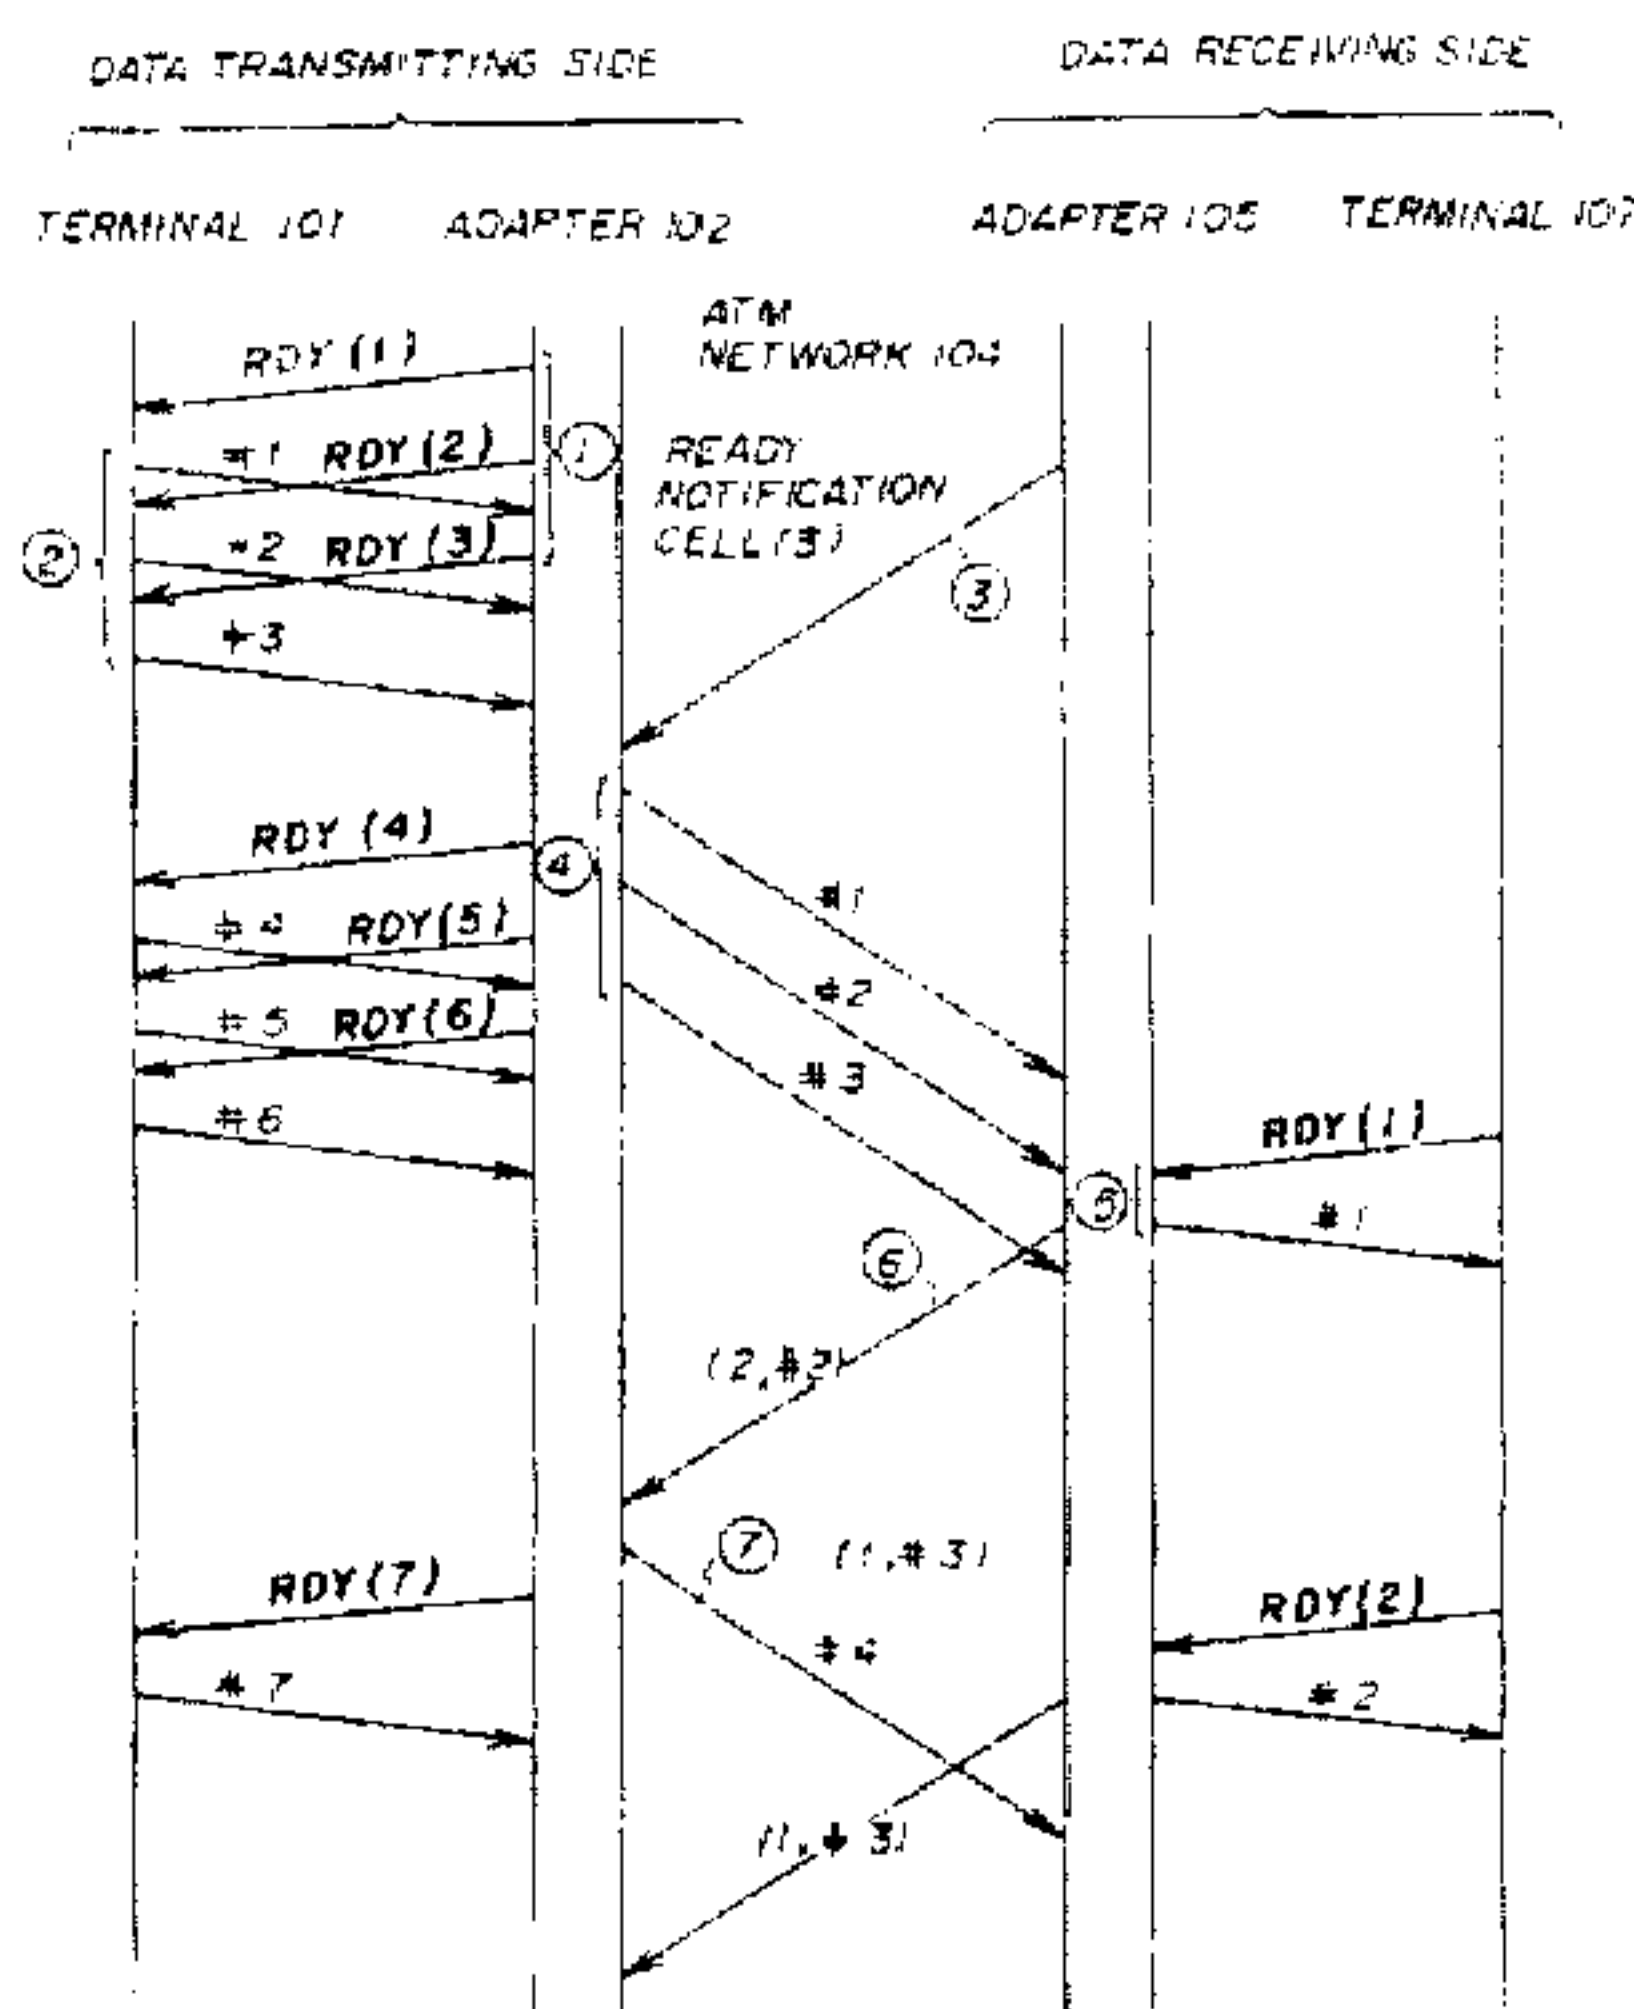 DATA TRANSMITTING SIDE
DATA RECEIVING SIDE
TERMINAL 101
ADAPTER 102
ADAPTER 105
TERMINAL 107
ATM
NETWORK 104
RDY (1)
#1 RDY (2)
1
READY
NOTIFICATION
CELL (3)
2
#2 RDY (3)
3
#3
RDY (4)
4
#1
#4 RDY (5)
#2
#5 RDY (6)
#3
#6
RDY (1)
5
#1
6
(2, #2)
7
(1, #3)
RDY (7)
RDY (2)
#4
#7
#2
(1, #3)